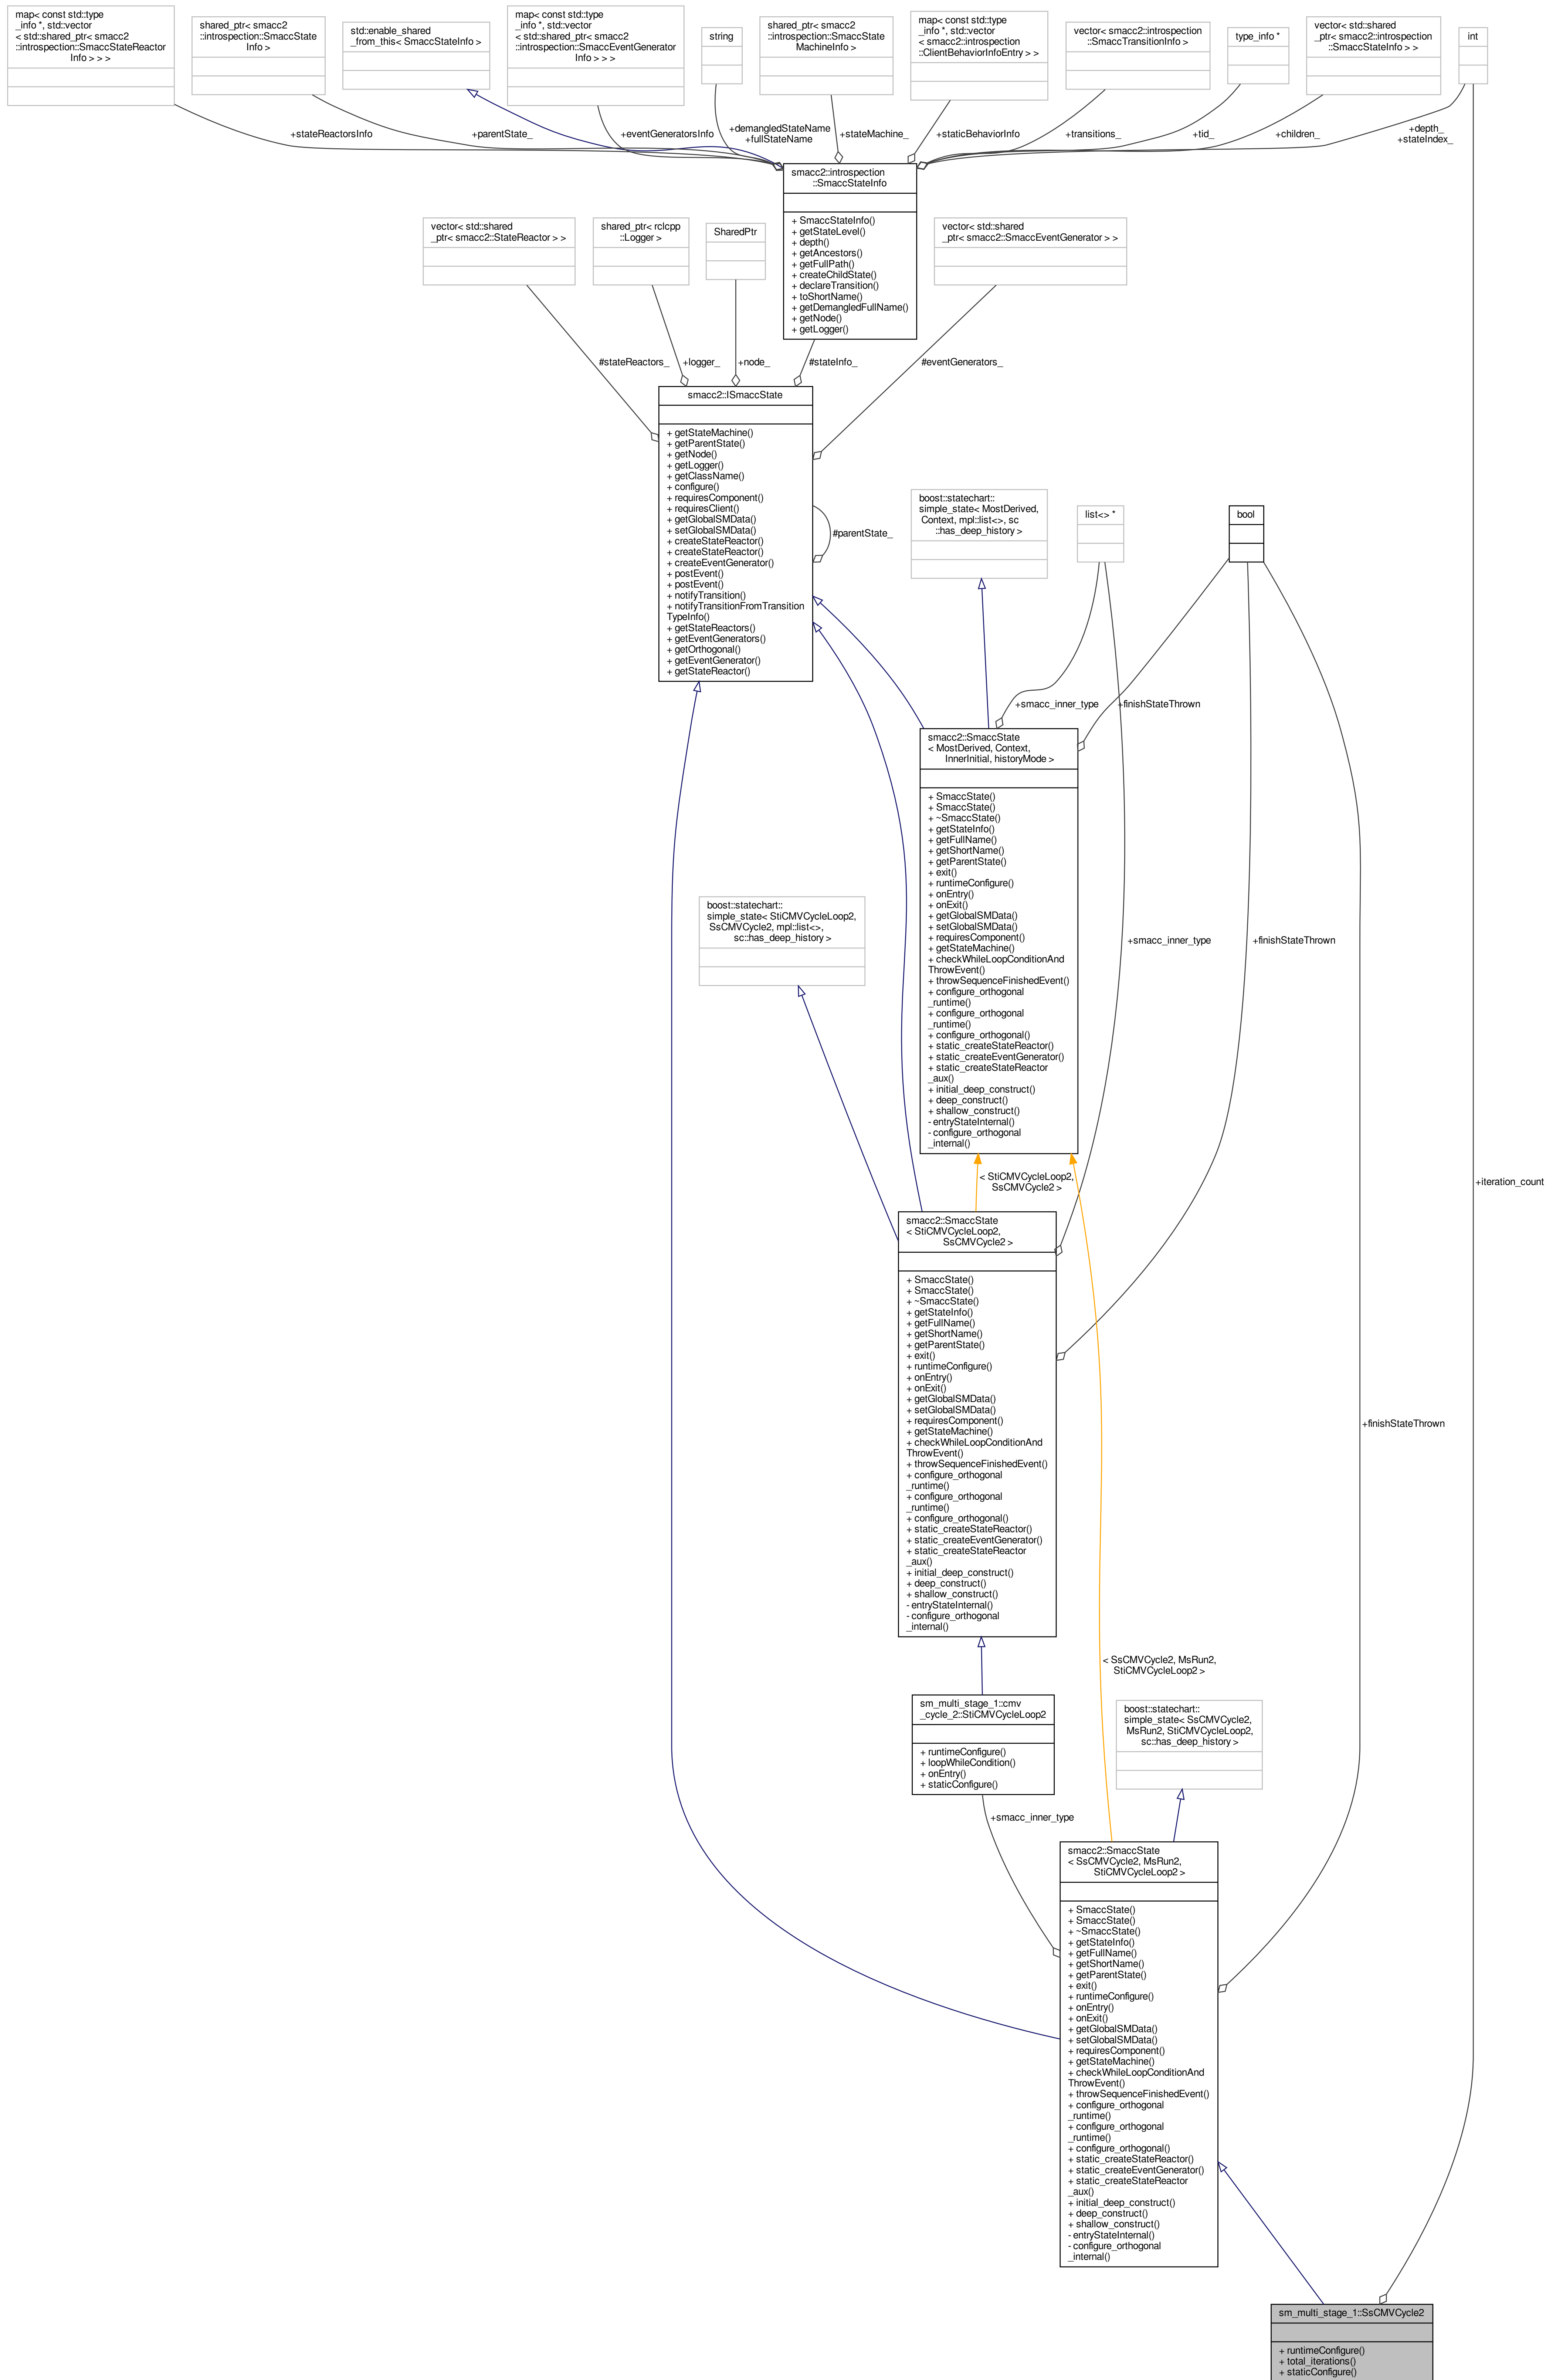 map< const std::type
_info *, std::vector
< std::shared_ptr< smacc2
::introspection::SmaccStateReactor
Info > > >
shared_ptr< smacc2
::introspection::SmaccState
Info >
std::enable_shared
_from_this< SmaccStateInfo >
map< const std::type
_info *, std::vector
< std::shared_ptr< smacc2
::introspection::SmaccEventGenerator
Info > > >
string
shared_ptr< smacc2
::introspection::SmaccState
MachineInfo >
map< const std::type
_info *, std::vector
< smacc2::introspection
::ClientBehaviorInfoEntry > >
vector< smacc2::introspection
::SmaccTransitionInfo >
type_info *
vector< std::shared
_ptr< smacc2::introspection
::SmaccStateInfo > >
int
+stateReactorsInfo
+parentState_
+eventGeneratorsInfo
+demangledStateName
+fullStateName
+stateMachine_
+staticBehaviorInfo
+transitions_
+tid_
+children_
+depth_
+stateIndex_
smacc2::introspection
::SmaccStateInfo
+ SmaccStateInfo()
+ getStateLevel()
+ depth()
+ getAncestors()
+ getFullPath()
+ createChildState()
+ declareTransition()
+ toShortName()
+ getDemangledFullName()
+ getNode()
+ getLogger()
vector< std::shared
_ptr< smacc2::StateReactor > >
shared_ptr< rclcpp
::Logger >
SharedPtr
vector< std::shared
_ptr< smacc2::SmaccEventGenerator > >
#stateReactors_
+logger_
+node_
#stateInfo_
#eventGenerators_
smacc2::ISmaccState
+ getStateMachine()
+ getParentState()
+ getNode()
+ getLogger()
+ getClassName()
+ configure()
+ requiresComponent()
+ requiresClient()
+ getGlobalSMData()
+ setGlobalSMData()
+ createStateReactor()
+ createStateReactor()
+ createEventGenerator()
+ postEvent()
+ postEvent()
+ notifyTransition()
+ notifyTransitionFromTransition
TypeInfo()
+ getStateReactors()
+ getEventGenerators()
+ getOrthogonal()
+ getEventGenerator()
+ getStateReactor()
#parentState_
boost::statechart::
simple_state< MostDerived,
Context, mpl::list<>, sc
::has_deep_history >
list<> *
bool
+smacc_inner_type
+finishStateThrown
smacc2::SmaccState
< MostDerived, Context,
InnerInitial, historyMode >
+ SmaccState()
+ SmaccState()
+ ~SmaccState()
+ getStateInfo()
+ getFullName()
+ getShortName()
+ getParentState()
+ exit()
+ runtimeConfigure()
+ onEntry()
+ onExit()
+ getGlobalSMData()
+ setGlobalSMData()
+ requiresComponent()
+ getStateMachine()
+ checkWhileLoopConditionAnd
ThrowEvent()
+ throwSequenceFinishedEvent()
+ configure_orthogonal
_runtime()
+ configure_orthogonal
_runtime()
+ configure_orthogonal()
+ static_createStateReactor()
+ static_createEventGenerator()
+ static_createStateReactor
_aux()
+ initial_deep_construct()
+ deep_construct()
+ shallow_construct()
- entryStateInternal()
- configure_orthogonal
_internal()
boost::statechart::
simple_state< StiCMVCycleLoop2,
SsCMVCycle2, mpl::list<>,
sc::has_deep_history >
+smacc_inner_type
+finishStateThrown
< StiCMVCycleLoop2,
SsCMVCycle2 >
+iteration_count
smacc2::SmaccState
< StiCMVCycleLoop2,
SsCMVCycle2 >
+ SmaccState()
+ SmaccState()
+ ~SmaccState()
+ getStateInfo()
+ getFullName()
+ getShortName()
+ getParentState()
+ exit()
+ runtimeConfigure()
+ onEntry()
+ onExit()
+ getGlobalSMData()
+ setGlobalSMData()
+ requiresComponent()
+ getStateMachine()
+ checkWhileLoopConditionAnd
ThrowEvent()
+ throwSequenceFinishedEvent()
+ configure_orthogonal
_runtime()
+ configure_orthogonal
_runtime()
+ configure_orthogonal()
+ static_createStateReactor()
+ static_createEventGenerator()
+ static_createStateReactor
_aux()
+ initial_deep_construct()
+ deep_construct()
+ shallow_construct()
- entryStateInternal()
- configure_orthogonal
_internal()
+finishStateThrown
< SsCMVCycle2, MsRun2,
StiCMVCycleLoop2 >
sm_multi_stage_1::cmv
_cycle_2::StiCMVCycleLoop2
+ runtimeConfigure()
+ loopWhileCondition()
+ onEntry()
+ staticConfigure()
boost::statechart::
simple_state< SsCMVCycle2,
MsRun2, StiCMVCycleLoop2,
sc::has_deep_history >
+smacc_inner_type
smacc2::SmaccState
< SsCMVCycle2, MsRun2,
StiCMVCycleLoop2 >
+ SmaccState()
+ SmaccState()
+ ~SmaccState()
+ getStateInfo()
+ getFullName()
+ getShortName()
+ getParentState()
+ exit()
+ runtimeConfigure()
+ onEntry()
+ onExit()
+ getGlobalSMData()
+ setGlobalSMData()
+ requiresComponent()
+ getStateMachine()
+ checkWhileLoopConditionAnd
ThrowEvent()
+ throwSequenceFinishedEvent()
+ configure_orthogonal
_runtime()
+ configure_orthogonal
_runtime()
+ configure_orthogonal()
+ static_createStateReactor()
+ static_createEventGenerator()
+ static_createStateReactor
_aux()
+ initial_deep_construct()
+ deep_construct()
+ shallow_construct()
- entryStateInternal()
- configure_orthogonal
_internal()
sm_multi_stage_1::SsCMVCycle2
+ runtimeConfigure()
+ total_iterations()
+ staticConfigure()